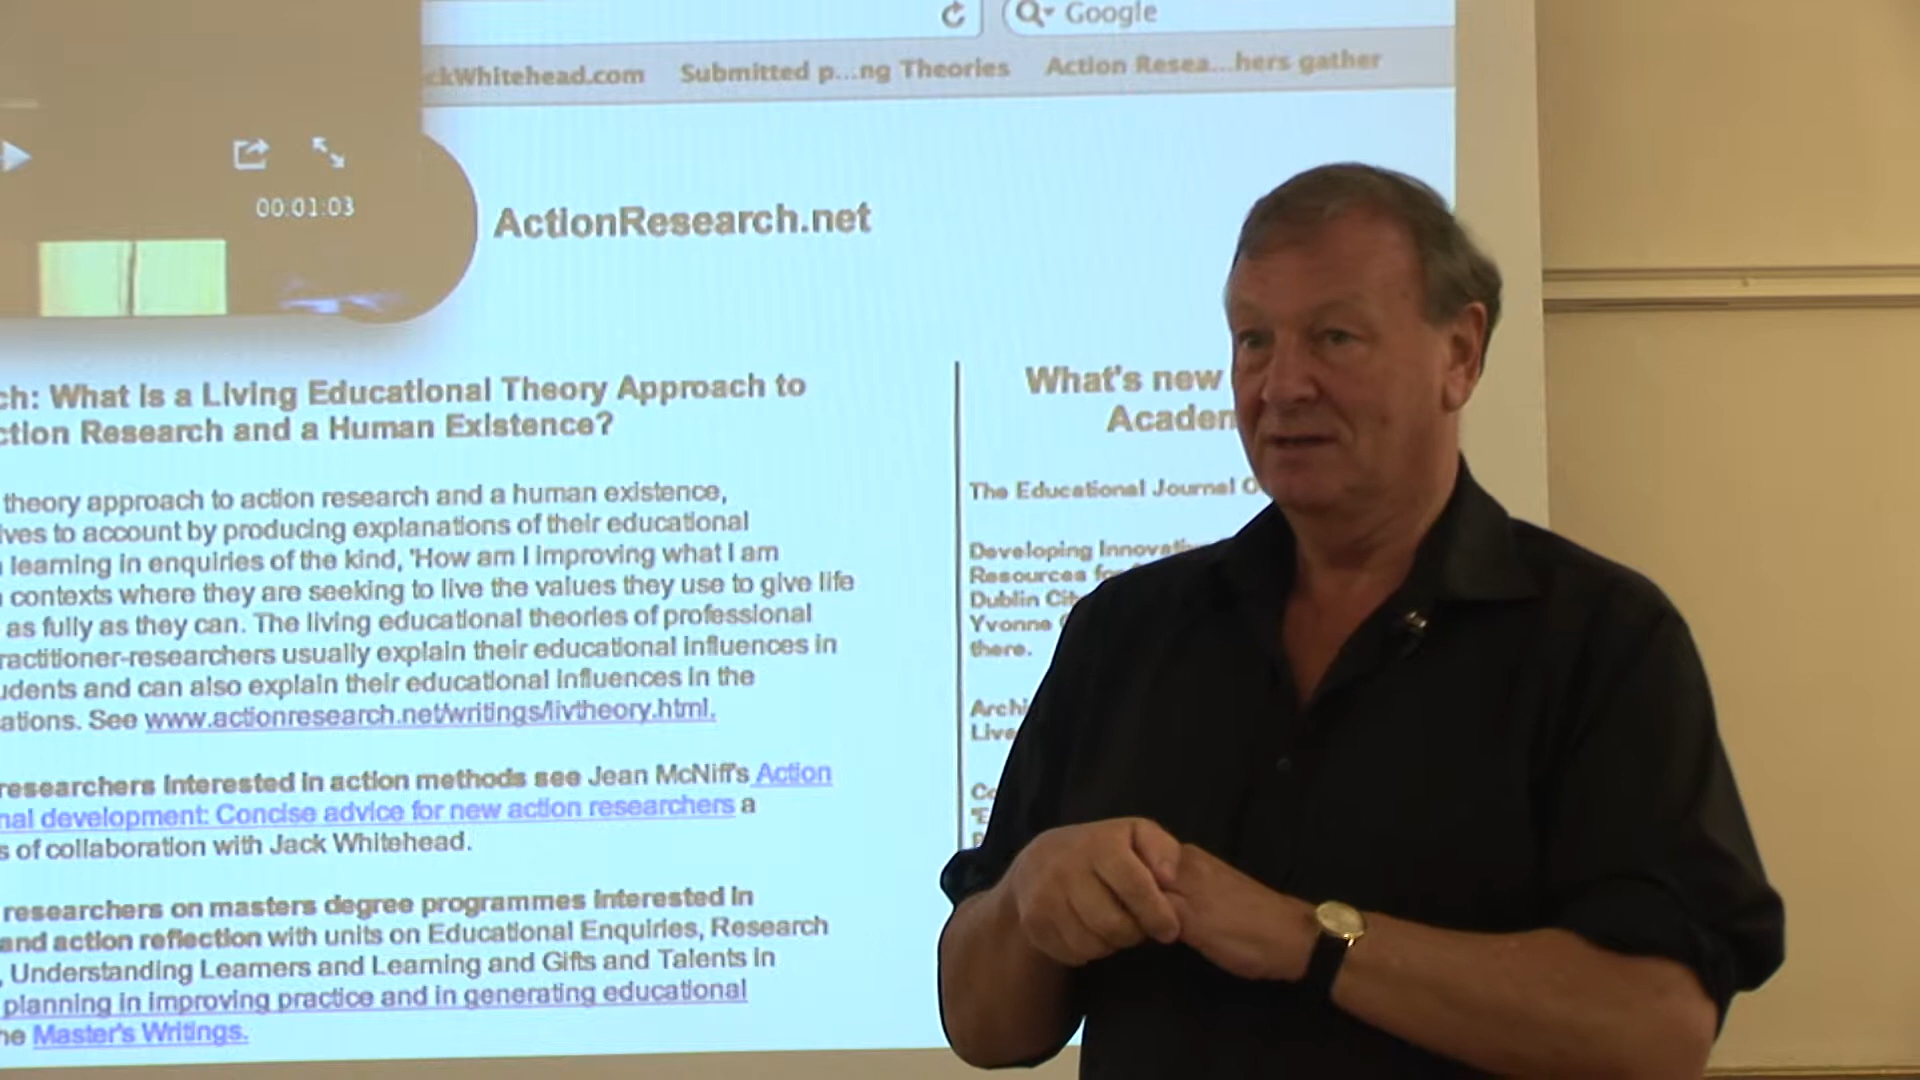 Google
ckWhitehead.com Submitted p...ng Theories Action Resea...hers gather
00:01:03
ActionResearch.net
ch: What is a Living Educational Theory Approach to
ction Research and a Human Existence?
theory approach to action research and a human existence,
lves to account by producing explanations of their educational
learning in enquiries of the kind, 'How am I improving what I am
contexts where they are seeking to live the values they use to give life
as fully as they can. The living educational theories of professional
ractitioner-researchers usually explain their educational influences in
udents and can also explain their educational influences in the
ations. See www.actionresearch.net/writings/livtheory.html.
researchers interested in action methods see Jean McNiff's Action
nal development: Concise advice for new action researchers a
s of collaboration with Jack Whitehead.
researchers on masters degree programmes interested in
and action reflection with units on Educational Enquiries, Research
, Understanding Learners and Learning and Gifts and Talents in
planning in improving practice and in generating educational
he Master's Writings.
What's new
Academ
The Educational Journal O
Developing Innovative
Resources for
Dublin City
Yvonne
there.
Archi
Live